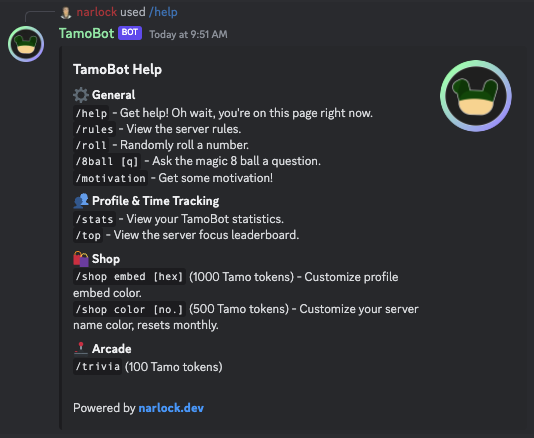 narlock used /help
TamoBot BOT Today at 9:51 AM
TamoBot Help
General
/help - Get help! Oh wait, you're on this page right now.
/rules - View the server rules.
/roll - Randomly roll a number.
/8ball [q] - Ask the magic 8 ball a question.
/motivation - Get some motivation!
Profile & Time Tracking
/stats - View your TamoBot statistics.
/top - View the server focus leaderboard.
Shop
/shop embed [hex] (1000 Tamo tokens) - Customize profile
embed color.
/shop color [no.] (500 Tamo tokens) - Customize your server
name color, resets monthly.
Arcade
/trivia (100 Tamo tokens)
Powered by narlock.dev